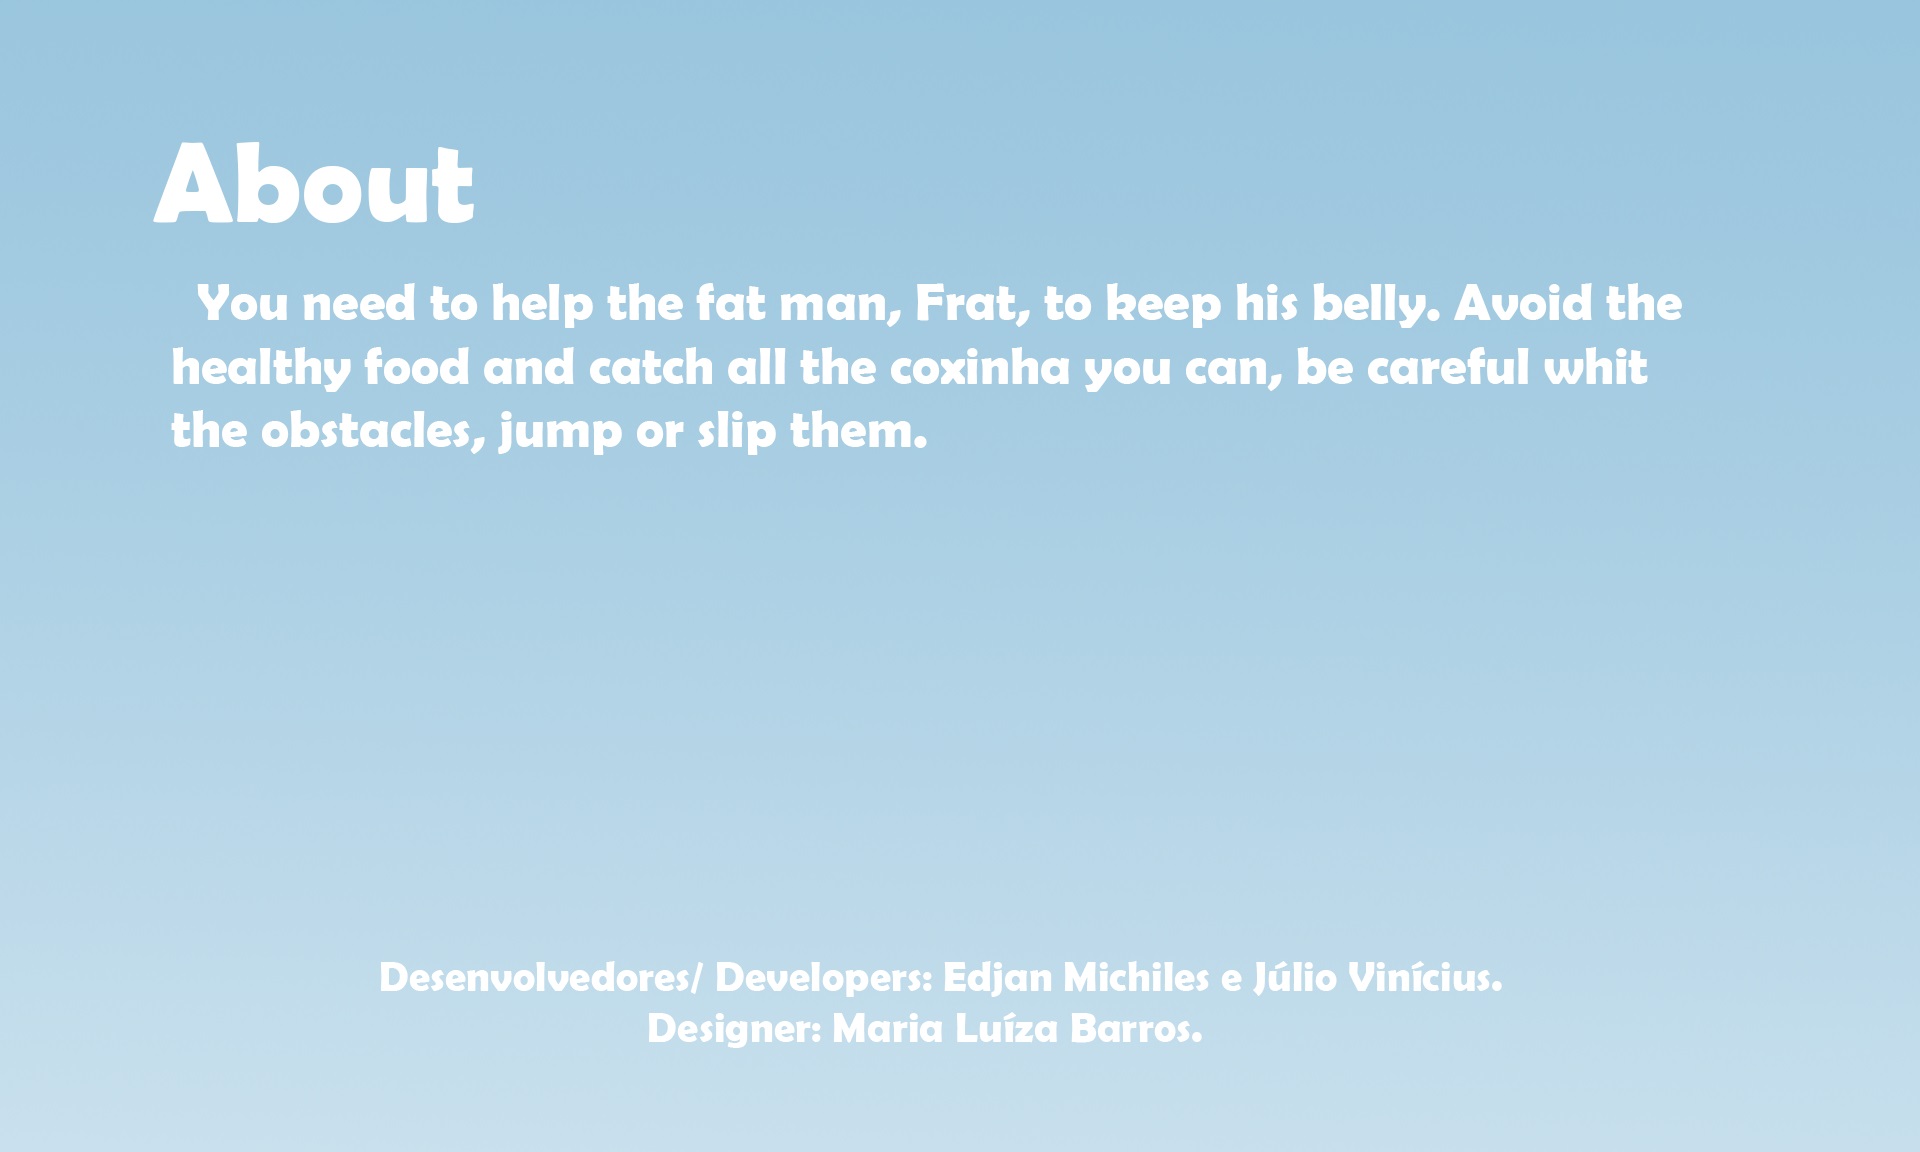 About
You need to help the fat man, Frat, to keep his belly. Avoid the
healthy food and catch all the coxinha you can, be careful whit
the obstacles, jump or slip them.
Desenvolvedores/ Developers: Edjan Michiles e Júlio Vinícius.
Designer: Maria Luíza Barros.